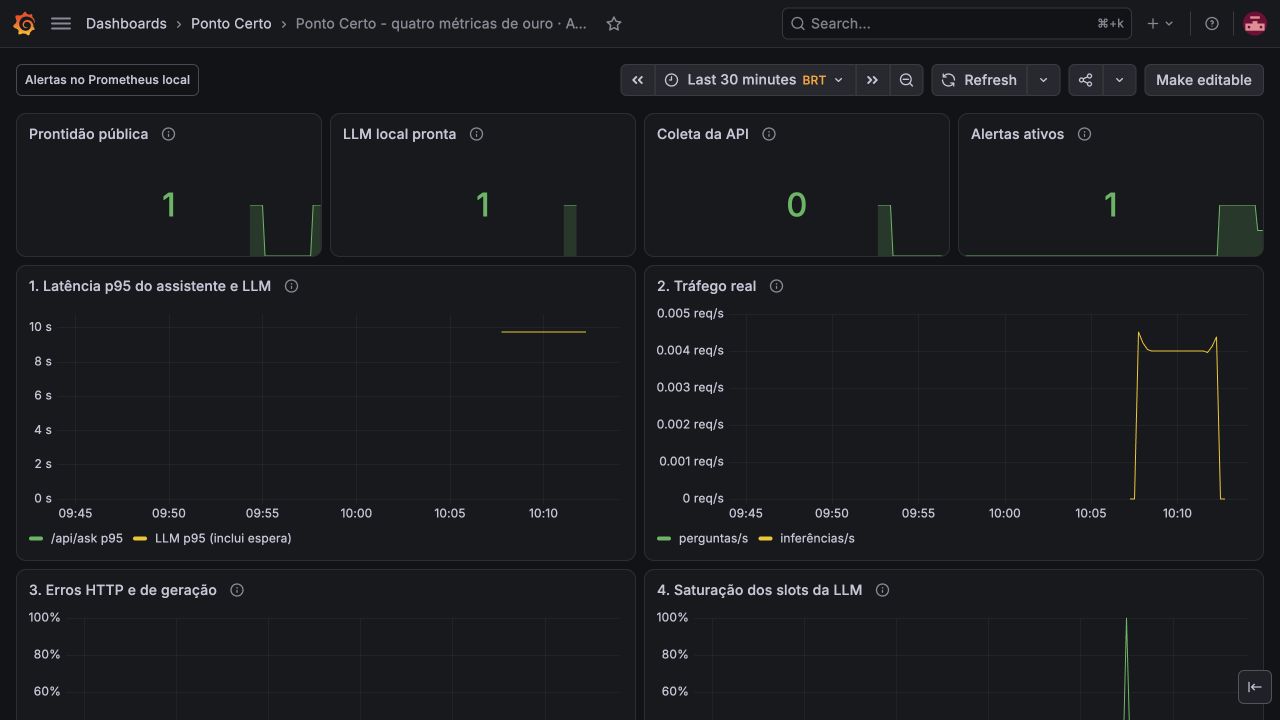 Dashboards › Ponto Certo › Ponto Certo - quatro métricas de ouro · A...
Search... ⌘+k
Alertas no Prometheus local
Last 30 minutes BRT
Refresh
Make editable
Prontidão pública
1
LLM local pronta
1
Coleta da API
0
Alertas ativos
1
1. Latência p95 do assistente e LLM
10 s
8 s
6 s
4 s
2 s
0 s
09:45 09:50 09:55 10:00 10:05 10:10
/api/ask p95 LLM p95 (inclui espera)
2. Tráfego real
0.005 req/s
0.004 req/s
0.003 req/s
0.002 req/s
0.001 req/s
0 req/s
09:45 09:50 09:55 10:00 10:05 10:10
perguntas/s inferências/s
3. Erros HTTP e de geração
100%
80%
60%
4. Saturação dos slots da LLM
100%
80%
60%